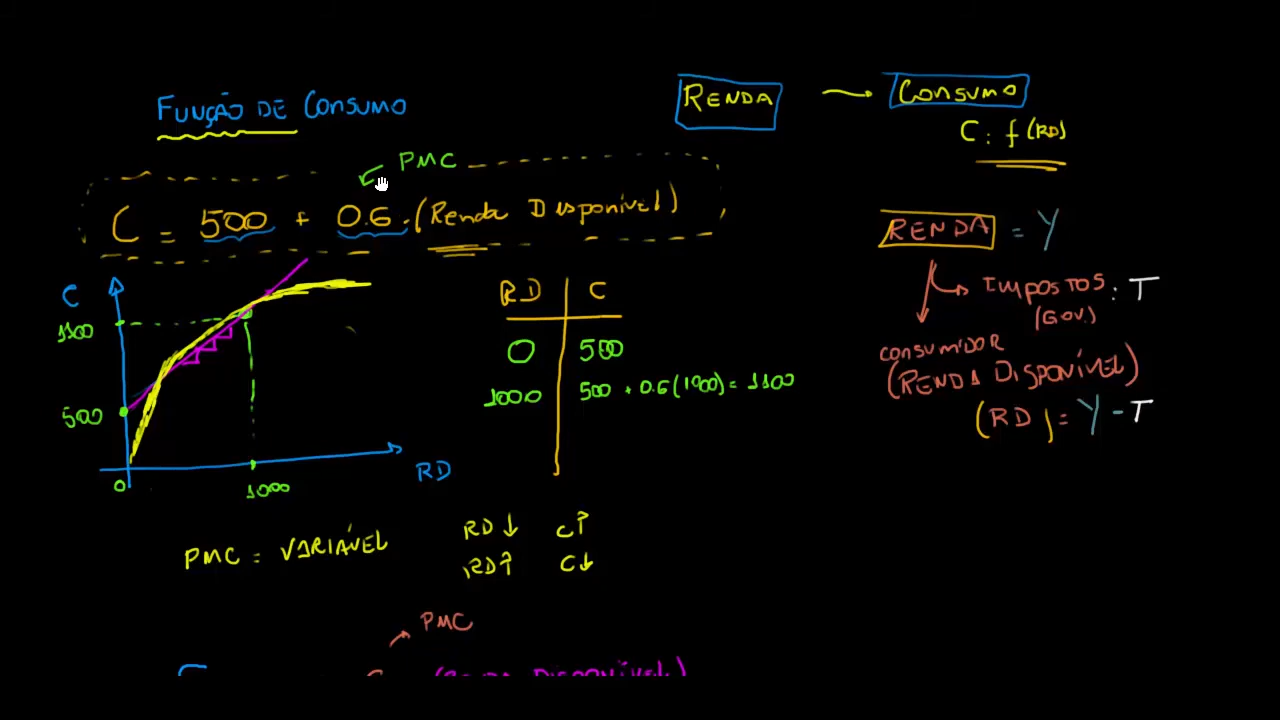 FUNÇÃO DE CONSUMO
RENDA → CONSUMO
C: f(RD)
PMC
C = 500 + 0.6.(Renda Disponível)
RENDA = Y
IMPOSTOS: T
(GOV.)
CONSUMIDOR
(RENDA DISPONÍVEL)
(RD) = Y - T
C
1100
500
0
1000
RD
RD C
0 500
1000 500 + 0.6(1000) = 1100
PMC = VARIÁVEL
RD↓ C↑
RD↑ C↓
PMC
(RENDA DISPONÍVEL)